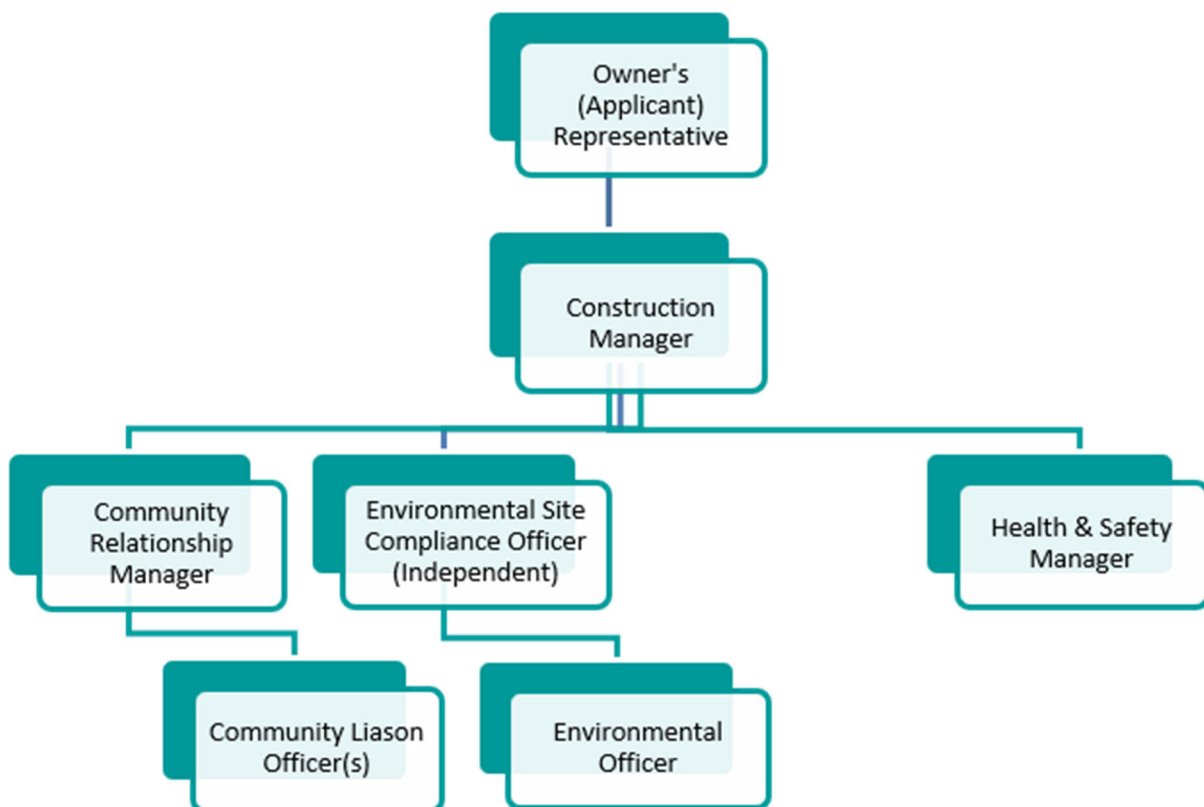 Owner's
(Applicant)
Representative
Construction
Manager
Community
Relationship
Manager
Environmental Site
Compliance Officer
(Independent)
Health & Safety
Manager
Community Liason
Officer(s)
Environmental
Officer